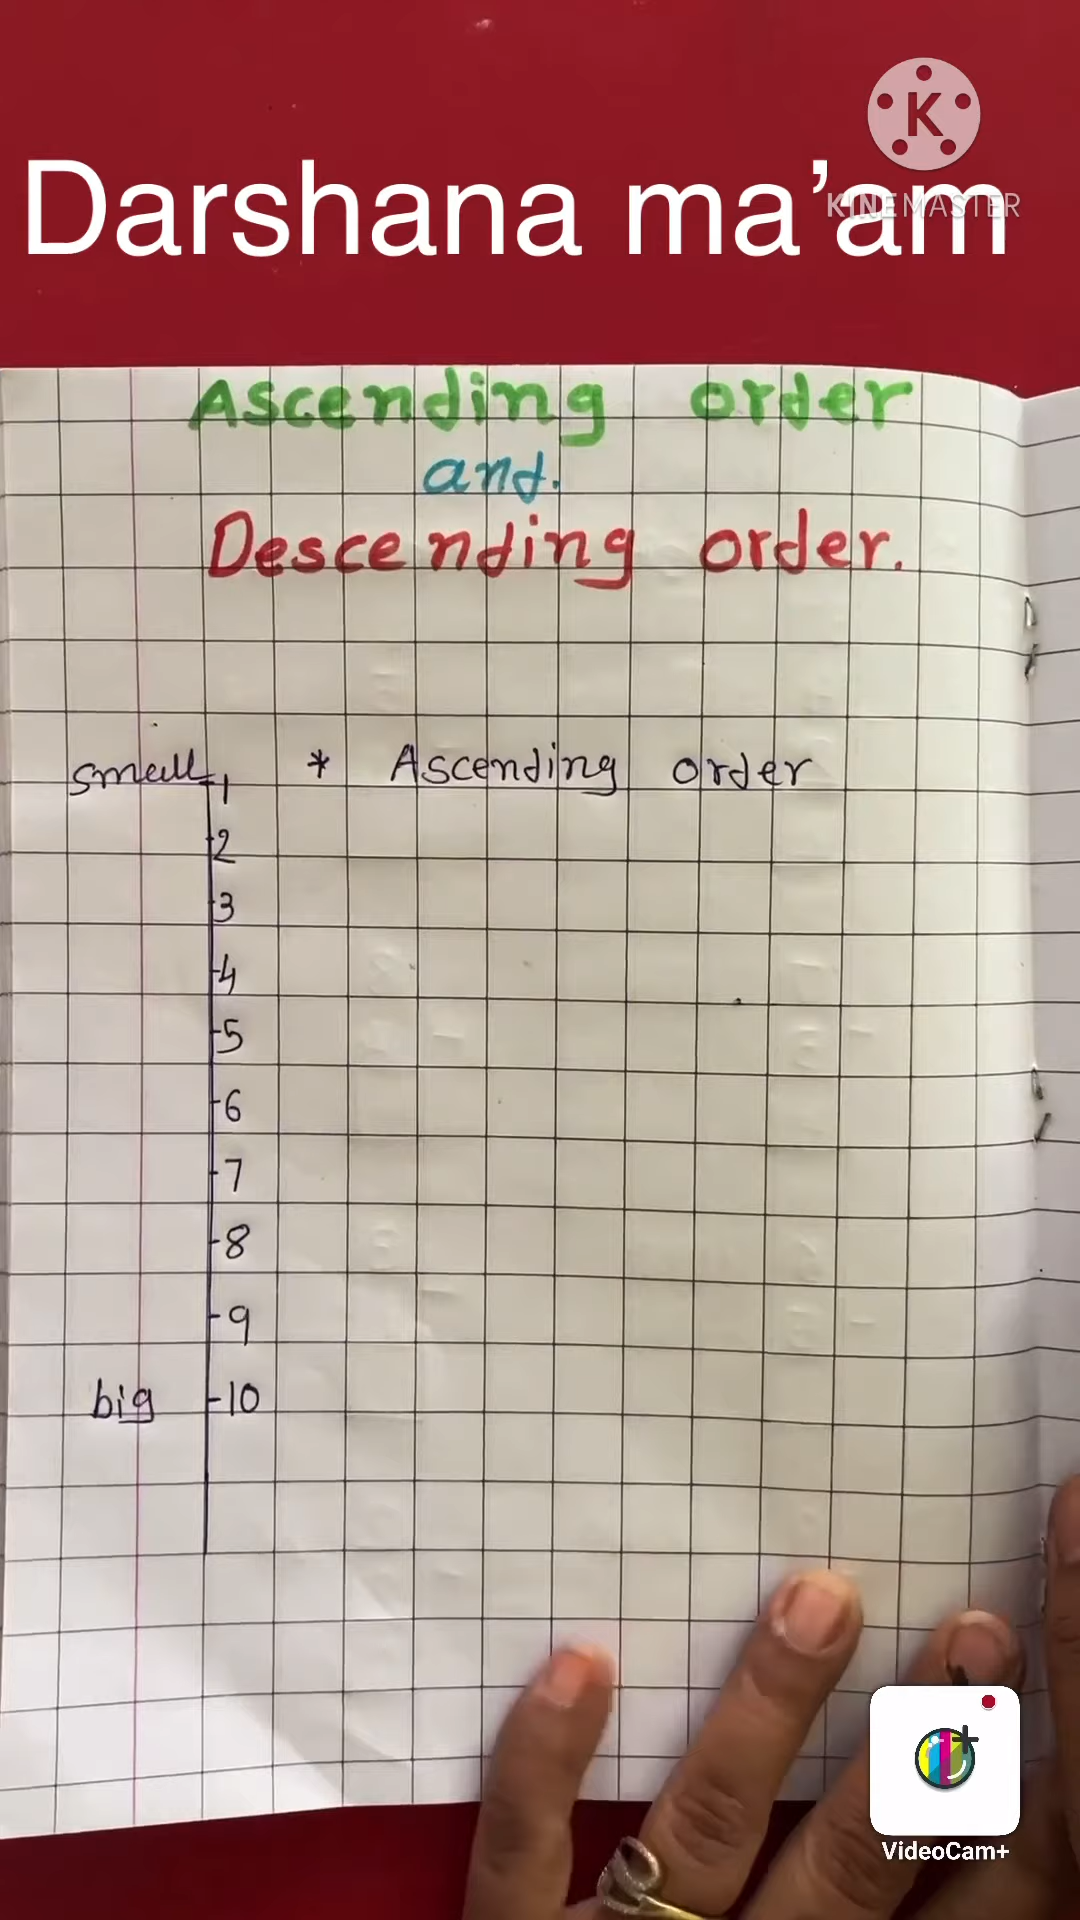 K
KINEMASTER
Darshana ma’am
Ascending order
and.
Descending order.
small 1 * Ascending order
2
3
4
5
6
7
8
9
big 10
VideoCam+